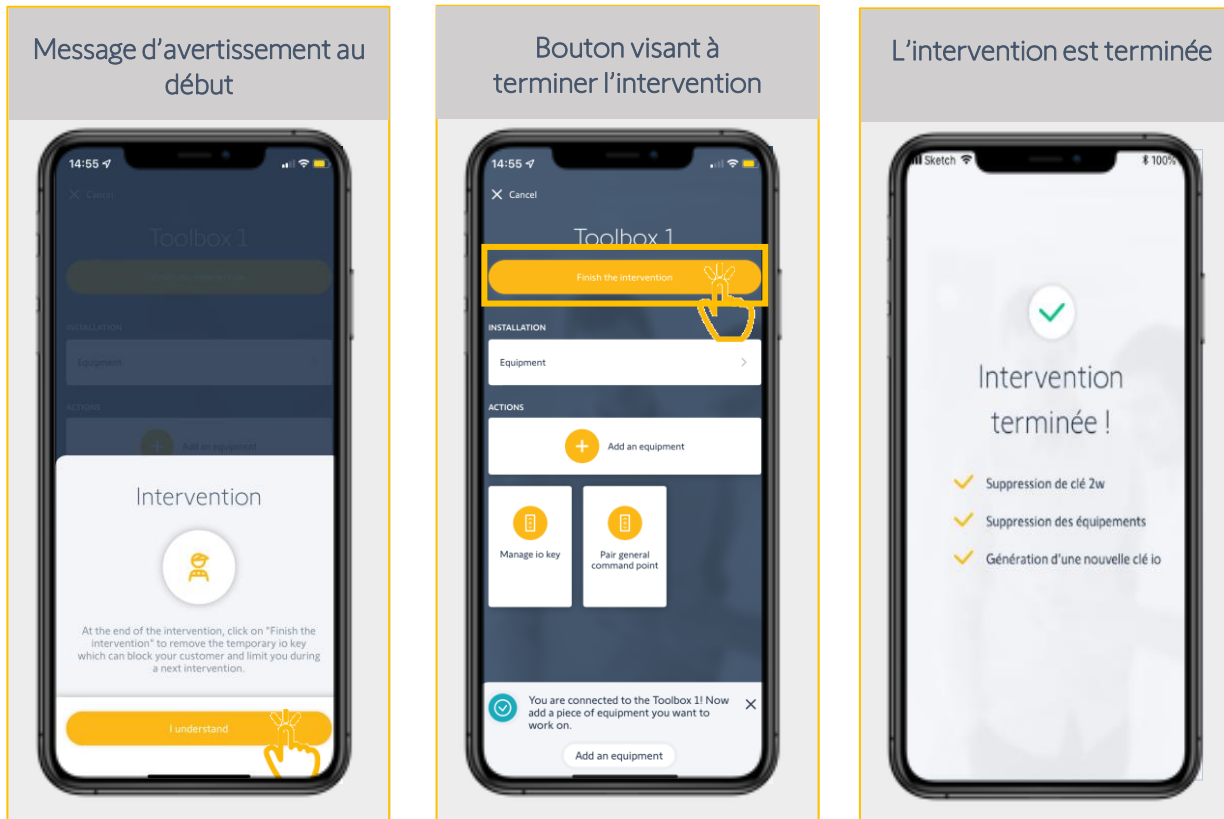 Message d'avertissement au
début
14:55
Cancel
Toolbox 1
Finish the intervention
INSTALLATION
Equipment
ACTIONS
Add an equipment
Intervention
At the end of the intervention, click on "Finish the
intervention" to remove the temporary io key
which can block your customer and limit you during
a next intervention.
I understand
Bouton visant à
terminer l'intervention
14:55
Cancel
Toolbox 1
Finish the intervention
INSTALLATION
Equipment
ACTIONS
Add an equipment
Manage io key
Pair general
command point
You are connected to the Toolbox 1! Now
add a piece of equipment you want to
work on.
Add an equipment
L'intervention est terminée
Sketch
100%
Intervention
terminée !
Suppression de clé 2w
Suppression des équipements
Génération d'une nouvelle clé io